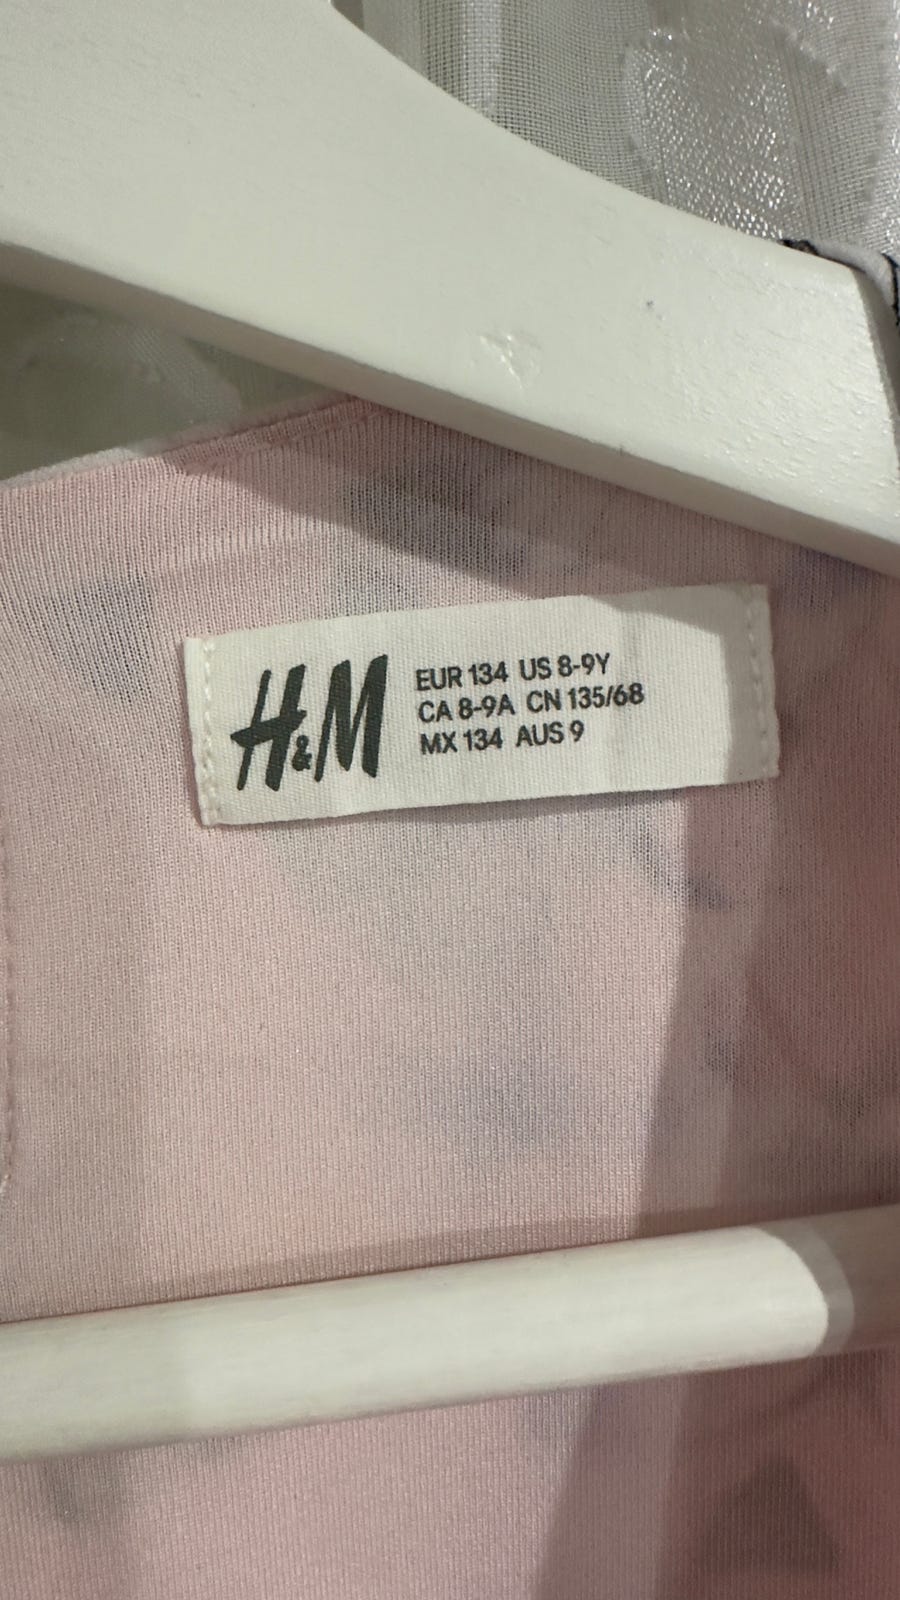 H&M
EUR 134 US 8-9Y
CA 8-9A CN 135/68
MX 134 AUS 9